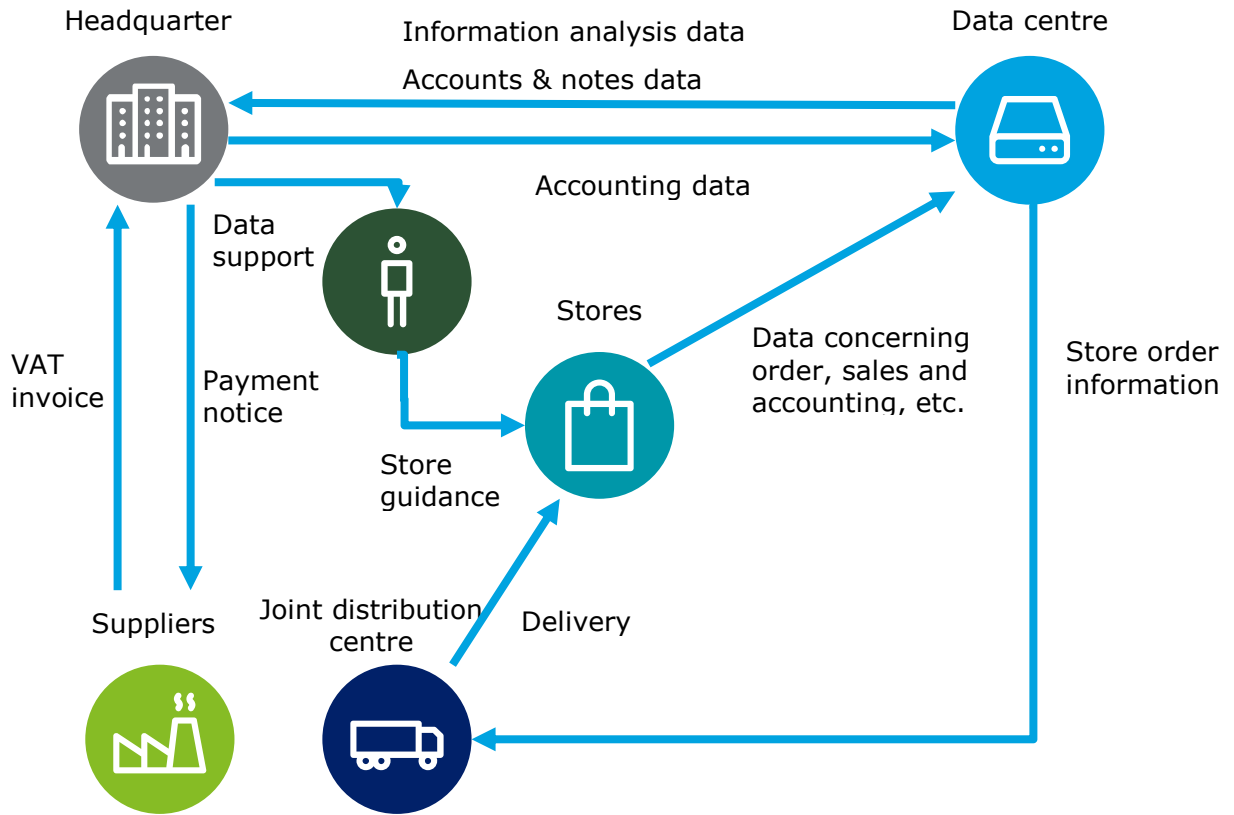 Headquarter
Information analysis data
Data centre
Accounts & notes data
Accounting data
Data
support
Stores
VAT
invoice
Payment
notice
Data concerning
order, sales and
accounting, etc.
Store order
information
Store
guidance
Suppliers
Joint distribution
centre
Delivery